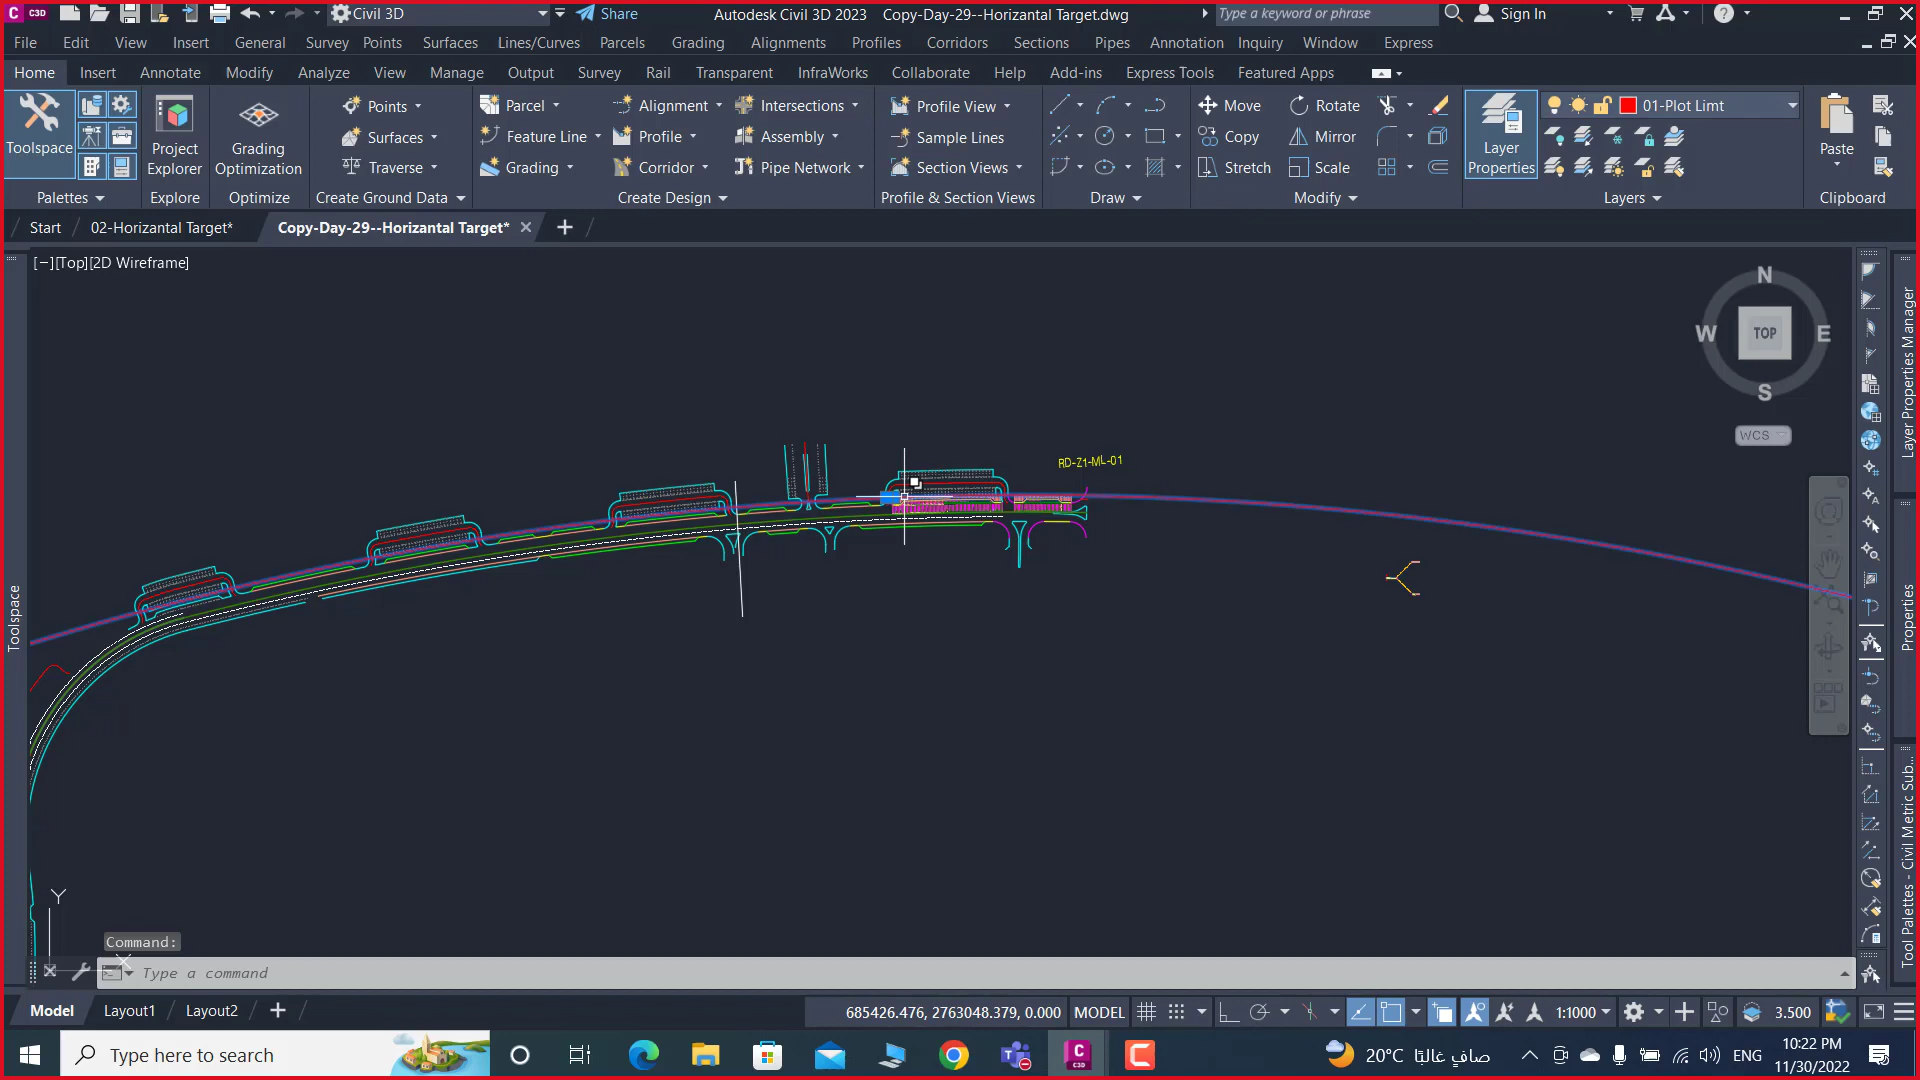 C3D
Civil 3D
Share
Autodesk Civil 3D 2023 Copy-Day-29--Horizantal Target.dwg
Type a keyword or phrase
Sign In
File Edit View Insert General Survey Points Surfaces Lines/Curves Parcels Grading Alignments Profiles Corridors Sections Pipes Annotation Inquiry Window Express
Home Insert Annotate Modify Analyze View Manage Output Survey Rail Transparent InfraWorks Collaborate Help Add-ins Express Tools Featured Apps
Points Parcel Alignment Intersections Profile View Move Rotate 01-Plot Limt
Toolspace Project Explorer Grading Optimization Surfaces Feature Line Profile Assembly Sample Lines Copy Mirror Layer Properties Paste
Traverse Grading Corridor Pipe Network Section Views Stretch Scale
Palettes Explore Optimize Create Ground Data Create Design Profile & Section Views Draw Modify Layers Clipboard
Start 02-Horizantal Target* Copy-Day-29--Horizantal Target*
[−][Top][2D Wireframe]
N
W TOP E
S
WCS
RD-Z1-ML-01
Toolspace
Layer Properties Manager
Properties
Tool Palettes - Civil Metric Sub...
Y
Command:
Type a command
Model Layout1 Layout2
685426.476, 2763048.379, 0.000 MODEL 1:1000 3.500
Type here to search
C3D
20°C صافٍ غالبًا
ENG
10:22 PM
11/30/2022